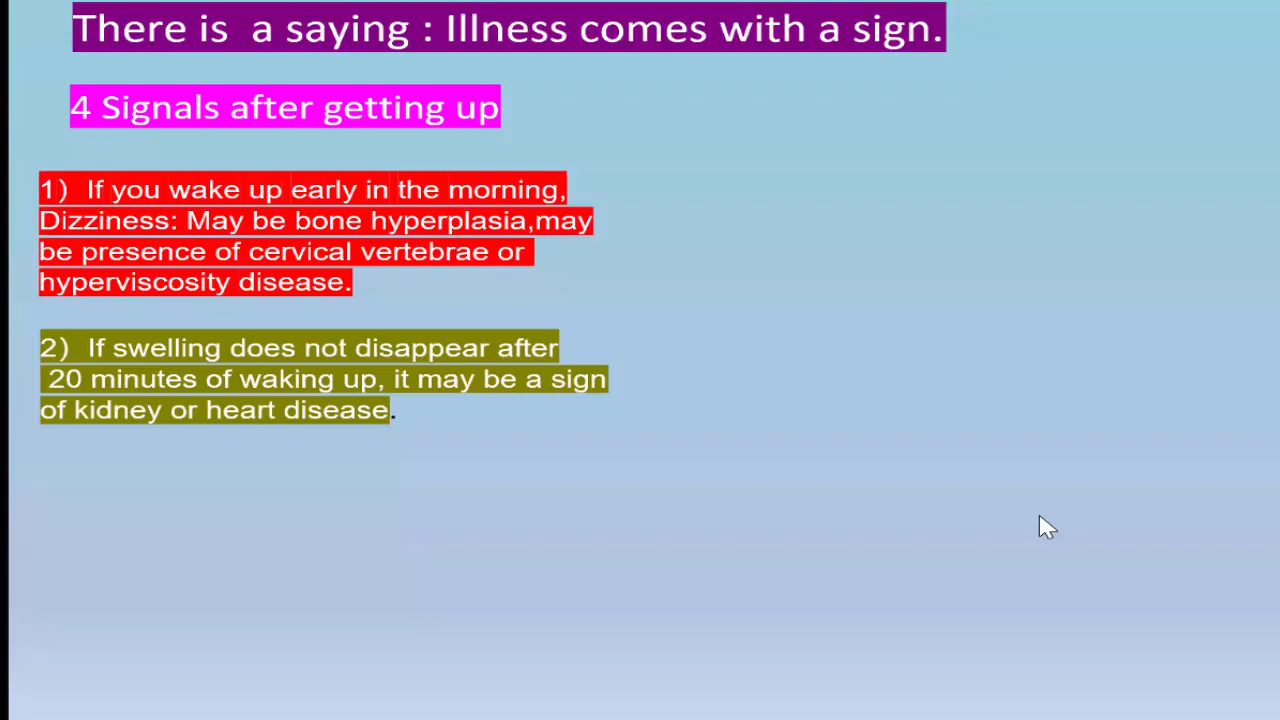 There is  a saying : Illness comes with a sign.
4 Signals after getting up
1)  If you wake up early in the morning,
Dizziness: May be bone hyperplasia,may
be presence of cervical vertebrae or
hyperviscosity disease.
2)  If swelling does not disappear after
20 minutes of waking up, it may be a sign
of kidney or heart disease.